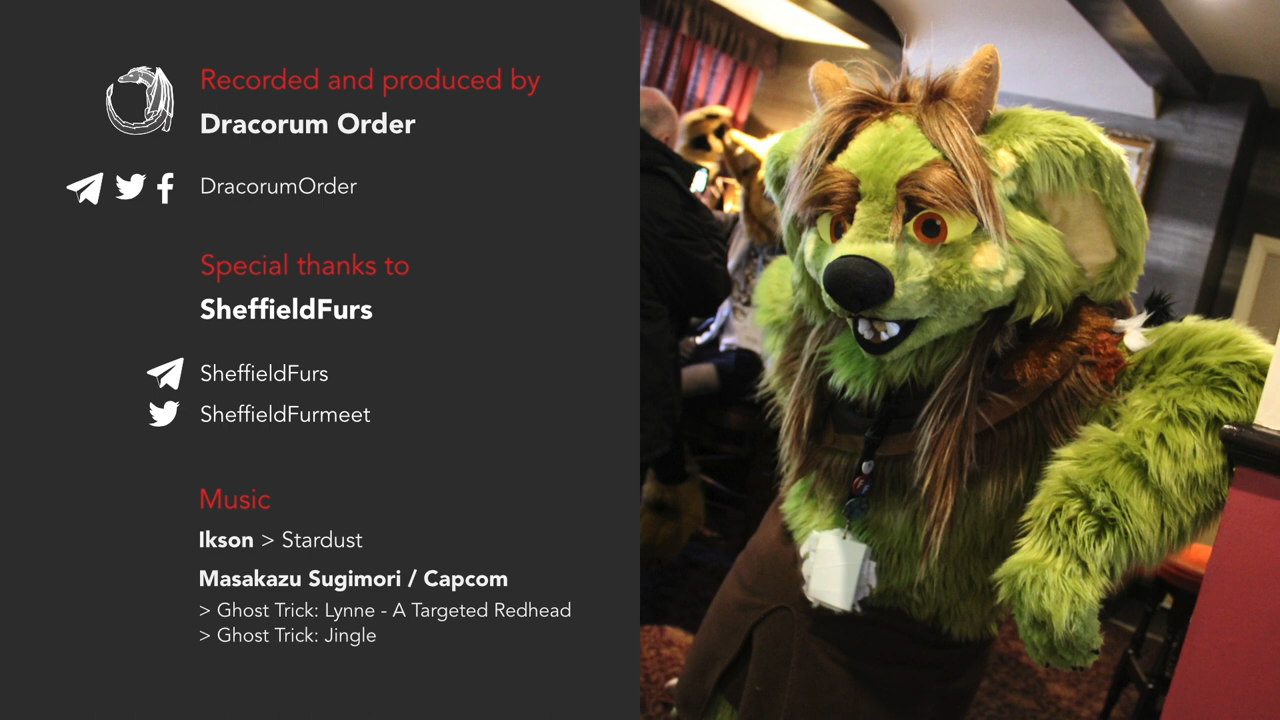 Recorded and produced by
Dracorum Order
DracorumOrder
Special thanks to
SheffieldFurs
SheffieldFurs
SheffieldFurmeet
Music
Ikson > Stardust
Masakazu Sugimori / Capcom
> Ghost Trick: Lynne - A Targeted Redhead
> Ghost Trick: Jingle